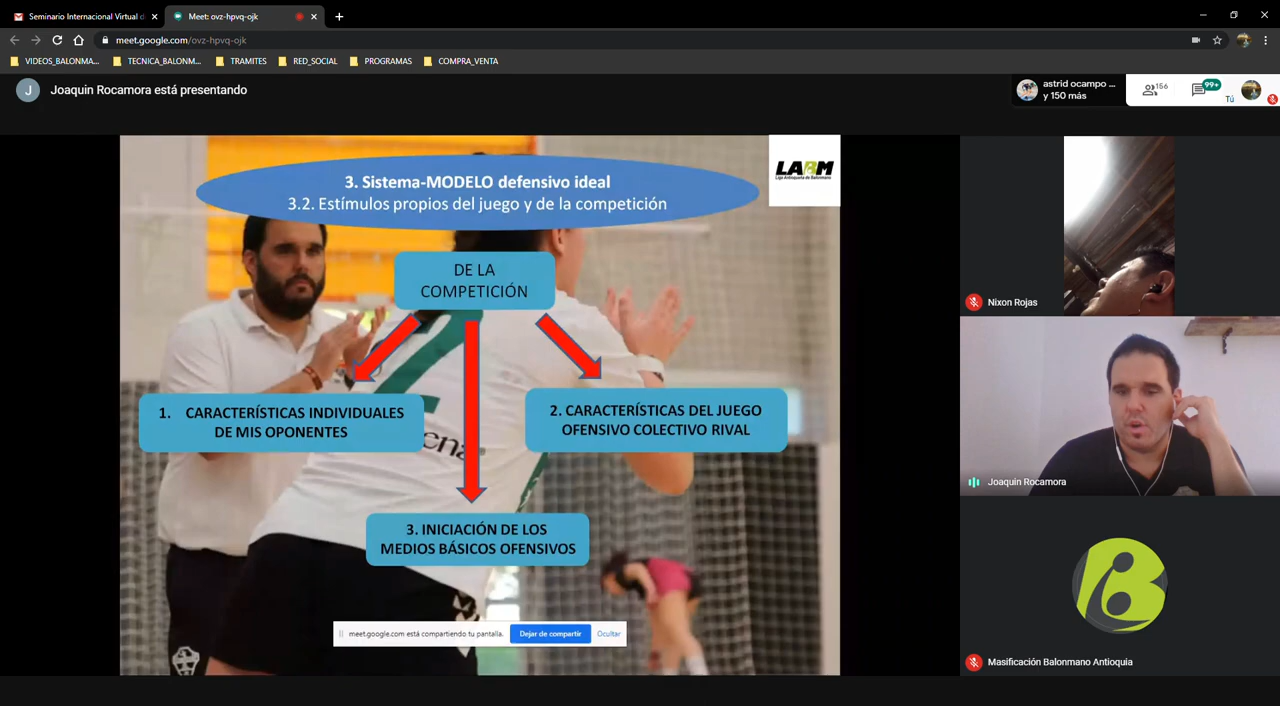 Seminario Internacional Virtual d
Meet: ovz-hpvq-ojk
meet.google.com/ovz-hpvq-ojk
VIDEOS_BALONMA...
TECNICA_BALONM...
TRAMITES
RED_SOCIAL
PROGRAMAS
COMPRA_VENTA
J
Joaquin Rocamora está presentando
astrid ocampo ...
y 150 más
156
99+
Tú
LABM
Liga Antioqueña de Balonmano
3. Sistema-MODELO defensivo ideal
3.2. Estímulos propios del juego y de la competición
DE LA
COMPETICIÓN
1. CARACTERÍSTICAS INDIVIDUALES
DE MIS OPONENTES
2. CARACTERÍSTICAS DEL JUEGO
OFENSIVO COLECTIVO RIVAL
3. INICIACIÓN DE LOS
MEDIOS BÁSICOS OFENSIVOS
meet.google.com está compartiendo tu pantalla.
Dejar de compartir
Ocultar
Nixon Rojas
Joaquin Rocamora
Masificación Balonmano Antioquia